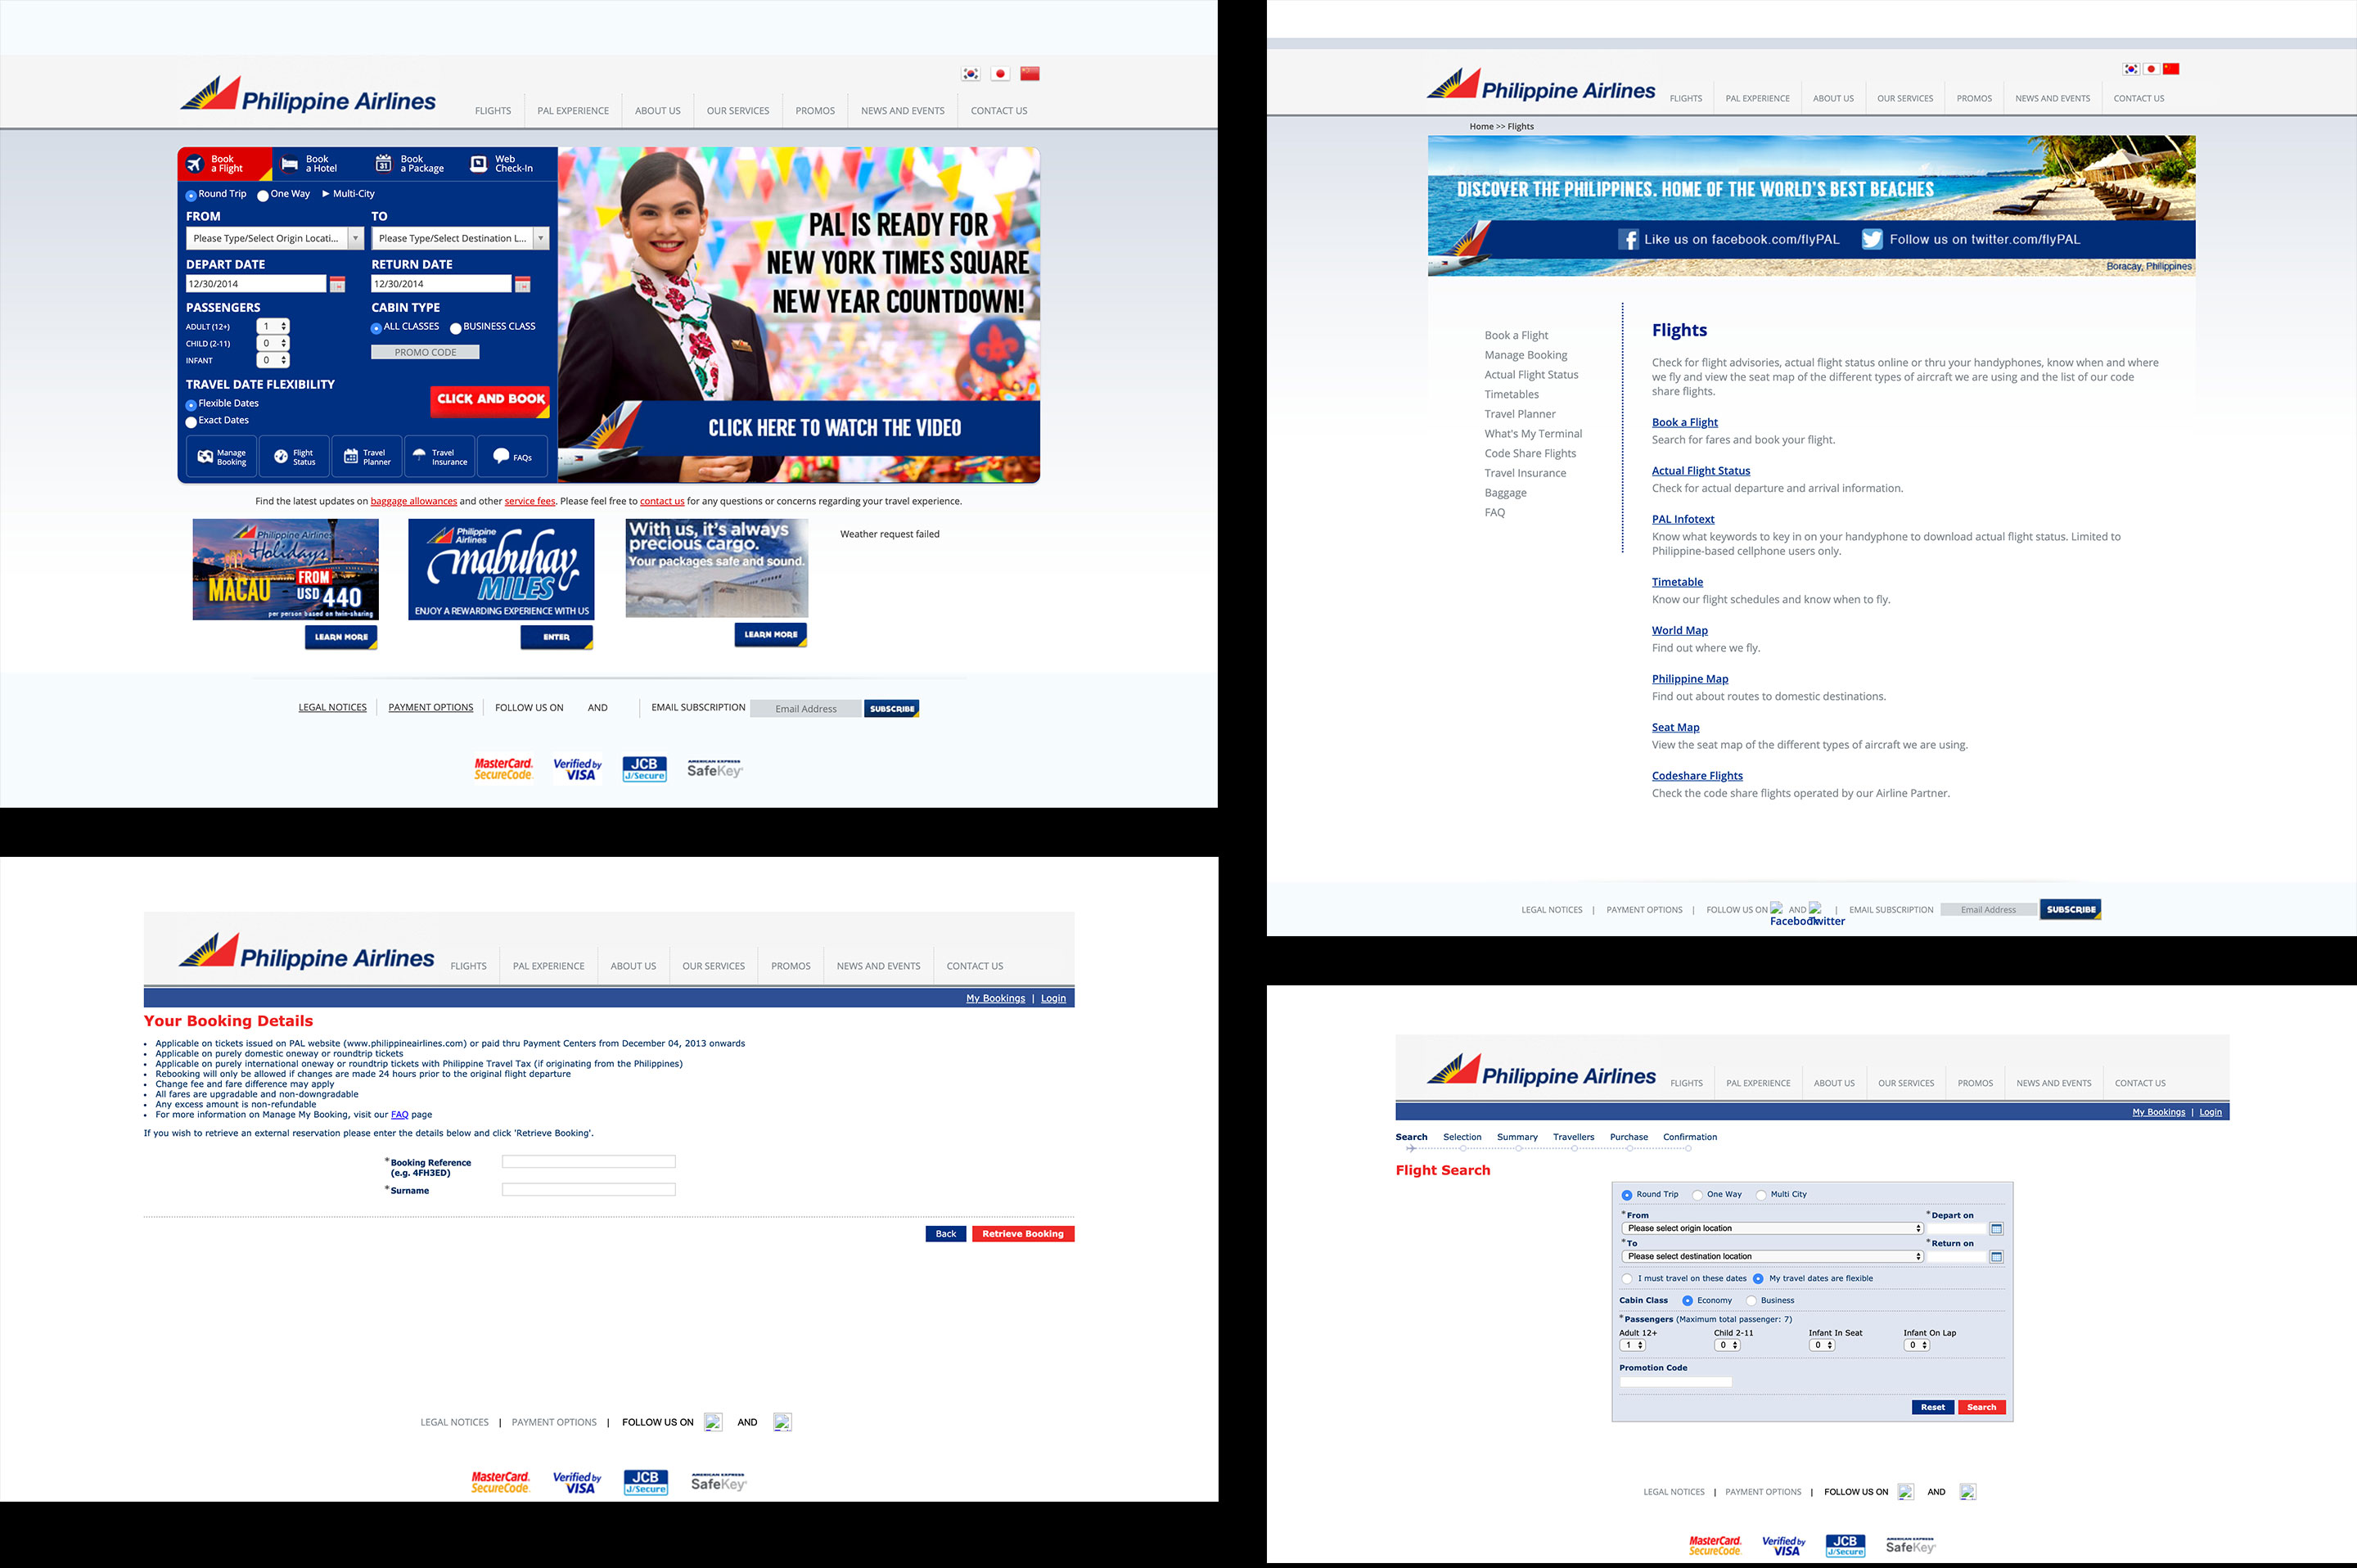 Philippine Airlines
FLIGHTS PAL EXPERIENCE ABOUT US OUR SERVICES PROMOS NEWS AND EVENTS CONTACT US
Book a Flight
Book a Hotel
Book a Package
Web Check-In
Round Trip One Way Multi-City
FROM TO
Please Type/Select Origin Locati... Please Type/Select Destination L...
DEPART DATE RETURN DATE
12/30/2014 12/30/2014
PASSENGERS CABIN TYPE
ADULT (12+) 1 ALL CLASSES BUSINESS CLASS
CHILD (2-11) 0
PROMO CODE
INFANT 0
TRAVEL DATE FLEXIBILITY
Flexible Dates
CLICK AND BOOK
Exact Dates
Manage Booking
Flight Status
Travel Planner
Travel Insurance
FAQs
PAL IS READY FOR
NEW YORK TIMES SQUARE
NEW YEAR COUNTDOWN!
CLICK HERE TO WATCH THE VIDEO
Find the latest updates on baggage allowances and other service fees. Please feel free to contact us for any questions or concerns regarding your travel experience.
Philippine Airlines
Holidays
MACAU FROM USD 440
per person based on twin-sharing
LEARN MORE
Philippine Airlines
mabuhay
MILES
ENJOY A REWARDING EXPERIENCE WITH US
ENTER
With us, it's always
precious cargo.
Your packages safe and sound.
LEARN MORE
Weather request failed
LEGAL NOTICES PAYMENT OPTIONS FOLLOW US ON AND EMAIL SUBSCRIPTION Email Address SUBSCRIBE
MasterCard. SecureCode.
Verified by VISA
JCB J/Secure
AMERICAN EXPRESS SafeKey
Philippine Airlines
FLIGHTS PAL EXPERIENCE ABOUT US OUR SERVICES PROMOS NEWS AND EVENTS CONTACT US
Home >> Flights
DISCOVER THE PHILIPPINES. HOME OF THE WORLD'S BEST BEACHES
Like us on facebook.com/flyPAL Follow us on twitter.com/flyPAL
Boracay, Philippines
Book a Flight
Manage Booking
Actual Flight Status
Timetables
Travel Planner
What's My Terminal
Code Share Flights
Travel Insurance
Baggage
FAQ
Flights
Check for flight advisories, actual flight status online or thru your handyphones, know when and where
we fly and view the seat map of the different types of aircraft we are using and the list of our code
share flights.
Book a Flight
Search for fares and book your flight.
Actual Flight Status
Check for actual departure and arrival information.
PAL Infotext
Know what keywords to key in on your handyphone to download actual flight status. Limited to
Philippine-based cellphone users only.
Timetable
Know our flight schedules and know when to fly.
World Map
Find out where we fly.
Philippine Map
Find out about routes to domestic destinations.
Seat Map
View the seat map of the different types of aircraft we are using.
Codeshare Flights
Check the code share flights operated by our Airline Partner.
LEGAL NOTICES | PAYMENT OPTIONS | FOLLOW US ON AND | EMAIL SUBSCRIPTION Email Address SUBSCRIBE
Facebook Twitter
Philippine Airlines
FLIGHTS PAL EXPERIENCE ABOUT US OUR SERVICES PROMOS NEWS AND EVENTS CONTACT US
My Bookings | Login
Your Booking Details
• Applicable on tickets issued on PAL website (www.philippineairlines.com) or paid thru Payment Centers from December 04, 2013 onwards
• Applicable on purely domestic oneway or roundtrip tickets
• Applicable on purely international oneway or roundtrip tickets with Philippine Travel Tax (if originating from the Philippines)
• Rebooking will only be allowed if changes are made 24 hours prior to the original flight departure
• Change fee and fare difference may apply
• All fares are upgradable and non-downgradable
• Any excess amount is non-refundable
• For more information on Manage My Booking, visit our FAQ page
If you wish to retrieve an external reservation please enter the details below and click 'Retrieve Booking'.
*Booking Reference
(e.g. 4FH3ED)
*Surname
Back Retrieve Booking
LEGAL NOTICES | PAYMENT OPTIONS | FOLLOW US ON AND
MasterCard. SecureCode.
Verified by VISA
JCB J/Secure
AMERICAN EXPRESS SafeKey
Philippine Airlines
FLIGHTS PAL EXPERIENCE ABOUT US OUR SERVICES PROMOS NEWS AND EVENTS CONTACT US
My Bookings | Login
Search Selection Summary Travellers Purchase Confirmation
Flight Search
Round Trip One Way Multi City
*From *Depart on
Please select origin location
*To *Return on
Please select destination location
I must travel on these dates My travel dates are flexible
Cabin Class Economy Business
*Passengers (Maximum total passenger: 7)
Adult 12+ Child 2-11 Infant In Seat Infant On Lap
1 0 0 0
Promotion Code
Reset Search
LEGAL NOTICES | PAYMENT OPTIONS | FOLLOW US ON AND
MasterCard. SecureCode.
Verified by VISA
JCB J/Secure
AMERICAN EXPRESS SafeKey